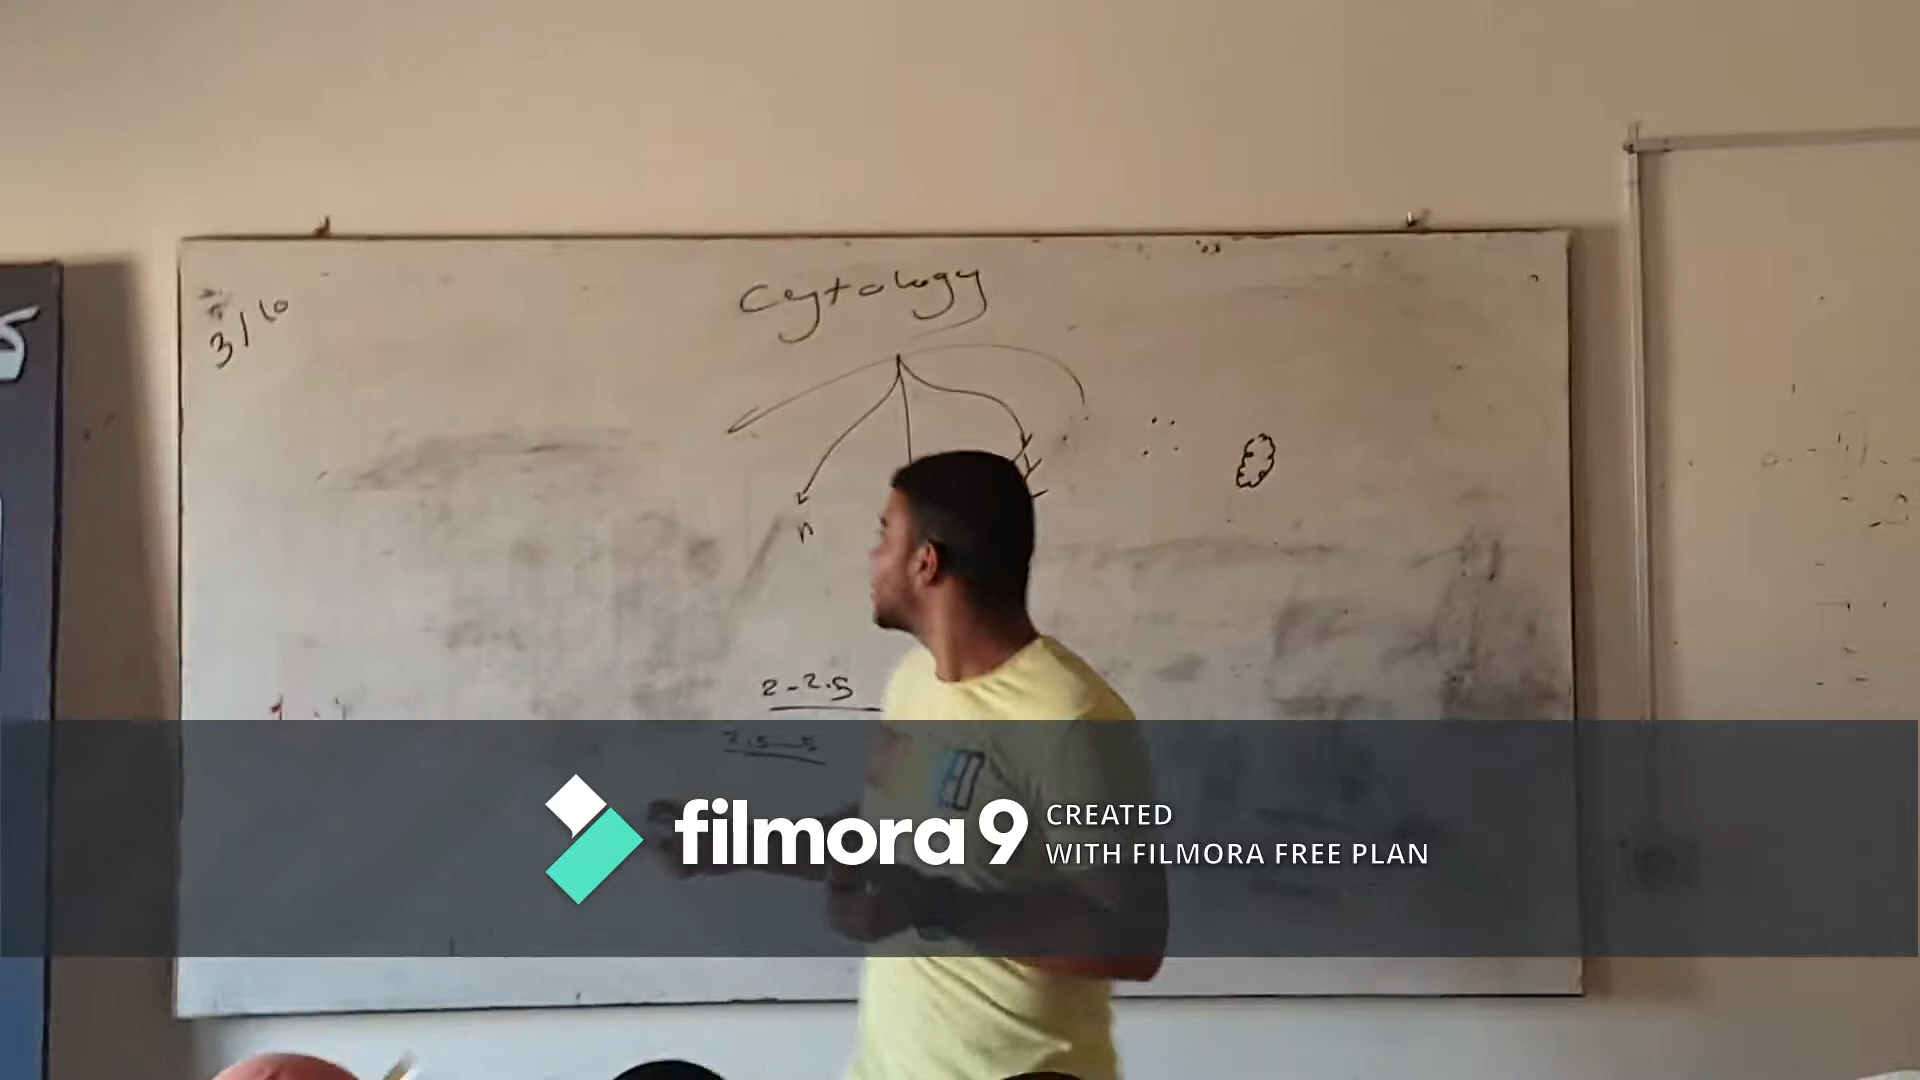 Cytology
3/10
n
2-2.5
2.5-5
filmora9
CREATED
WITH FILMORA FREE PLAN